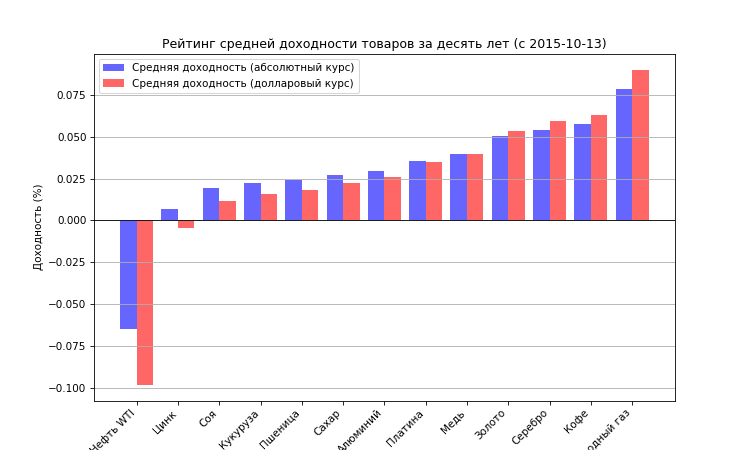 Рейтинг средней доходности товаров за десять лет (с 2015-10-13)
Средняя доходность (абсолютный курс)
Средняя доходность (долларовый курс)
Доходность (%)
0.075
0.050
0.025
0.000
−0.025
−0.050
−0.075
−0.100
Нефть WTI
Цинк
Соя
Кукуруза
Пшеница
Сахар
Алюминий
Платина
Медь
Золото
Серебро
Кофе
одный газ